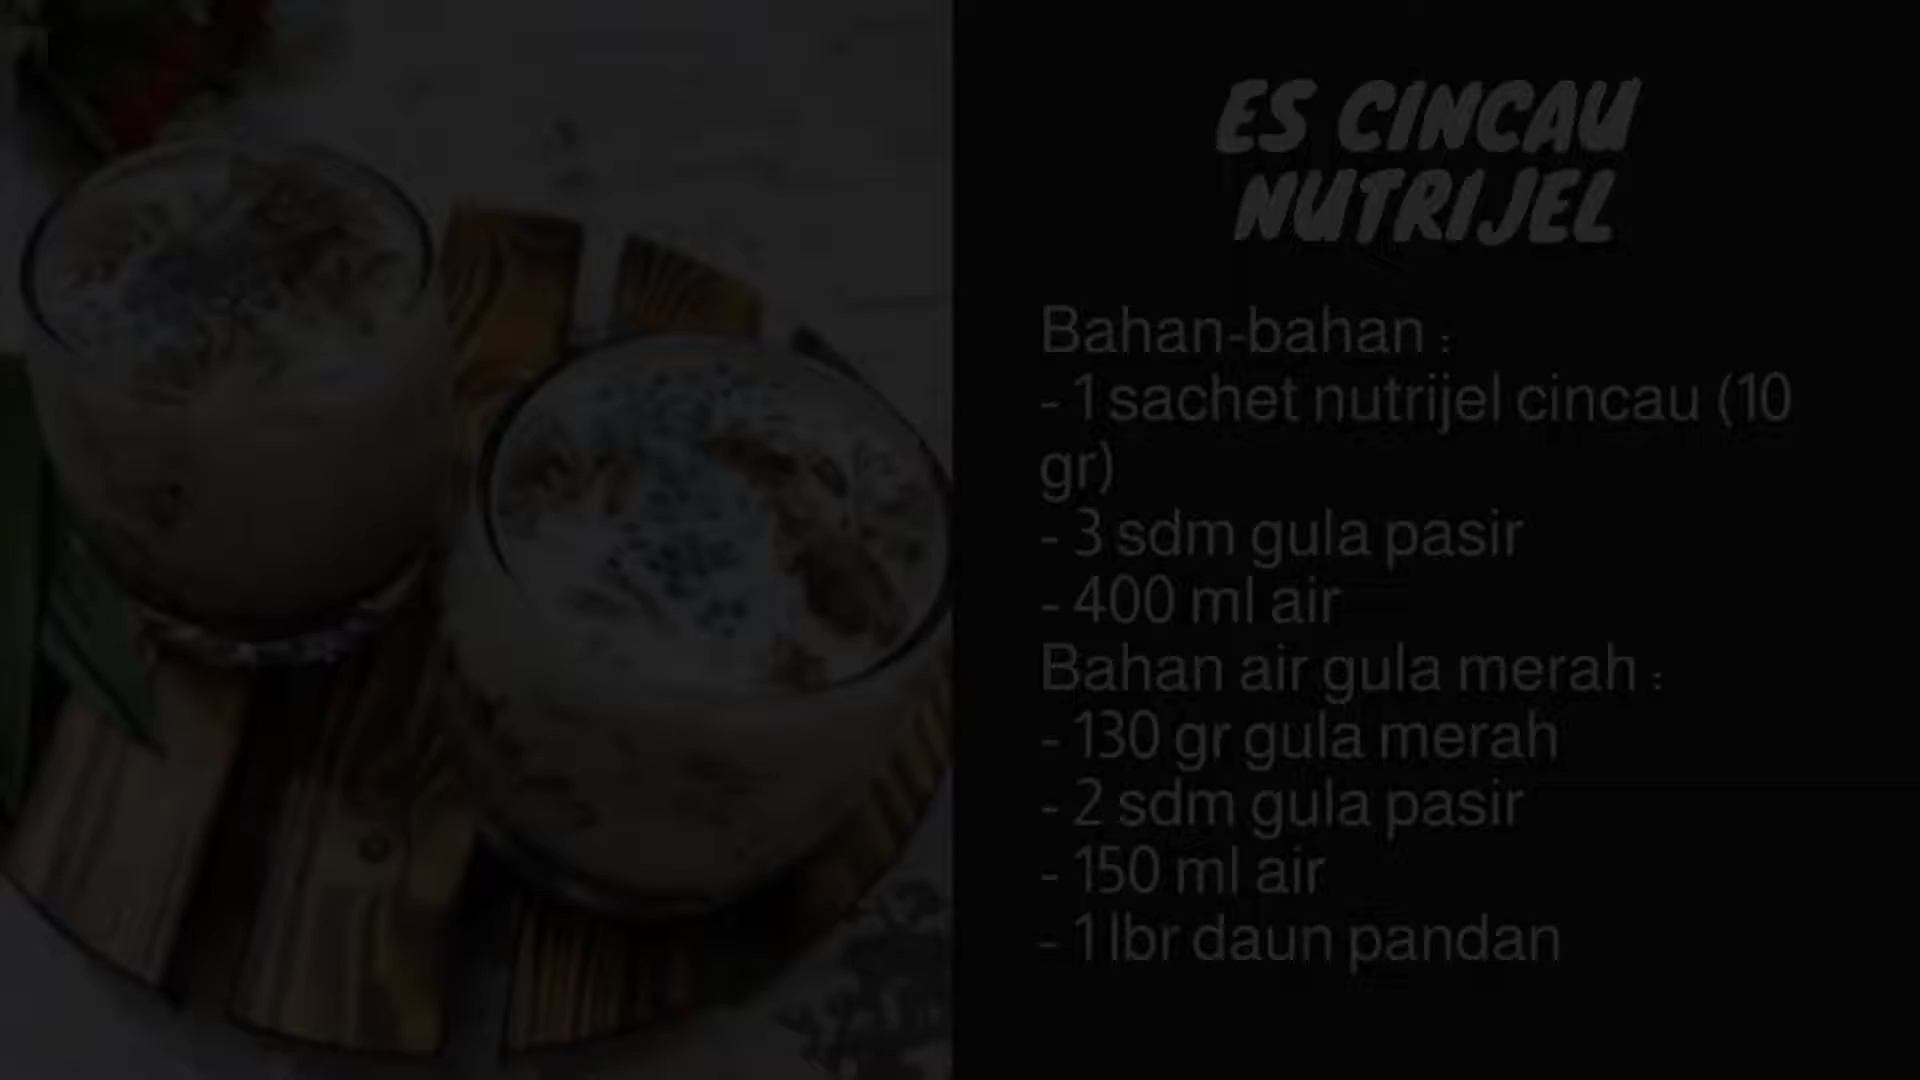 ES CINCAU
NUTRIJEL
Bahan-bahan :
- 1 sachet nutrijel cincau (10
gr)
- 3 sdm gula pasir
- 400 ml air
Bahan air gula merah :
- 130 gr gula merah
- 2 sdm gula pasir
- 150 ml air
- 1 lbr daun pandan